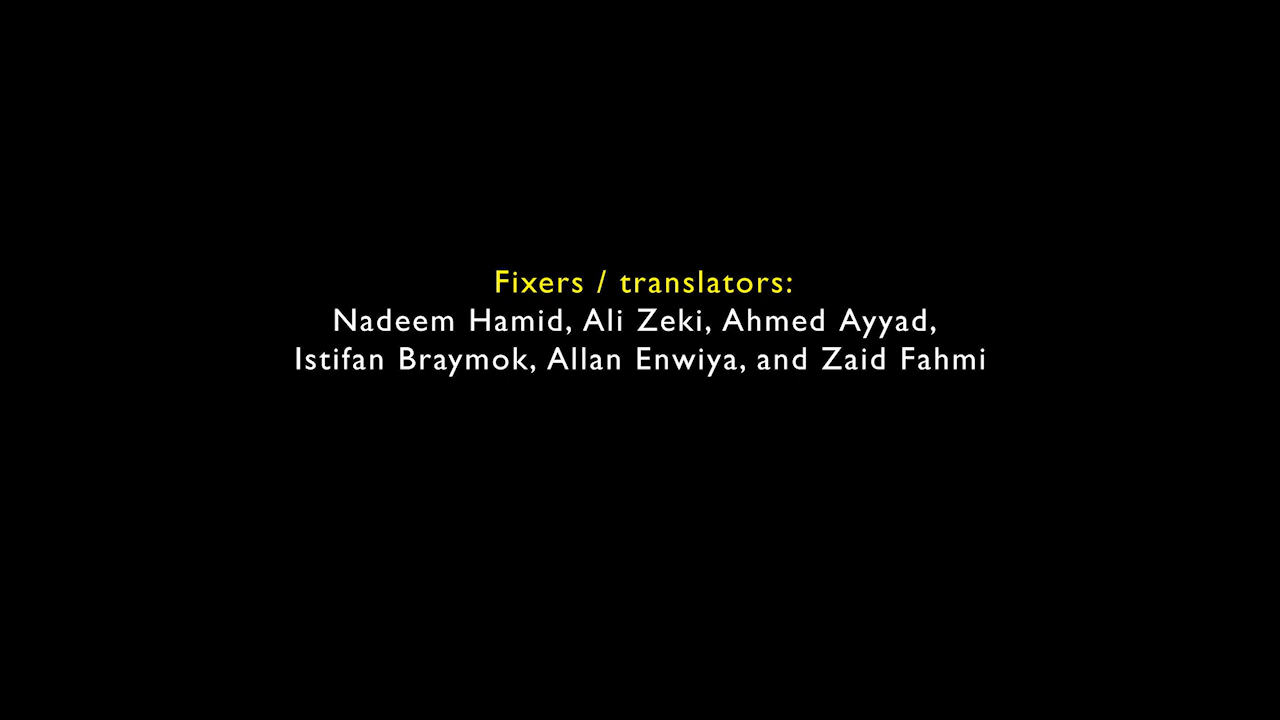 Fixers / translators:
Nadeem Hamid, Ali Zeki, Ahmed Ayyad,
Istifan Braymok, Allan Enwiya, and Zaid Fahmi